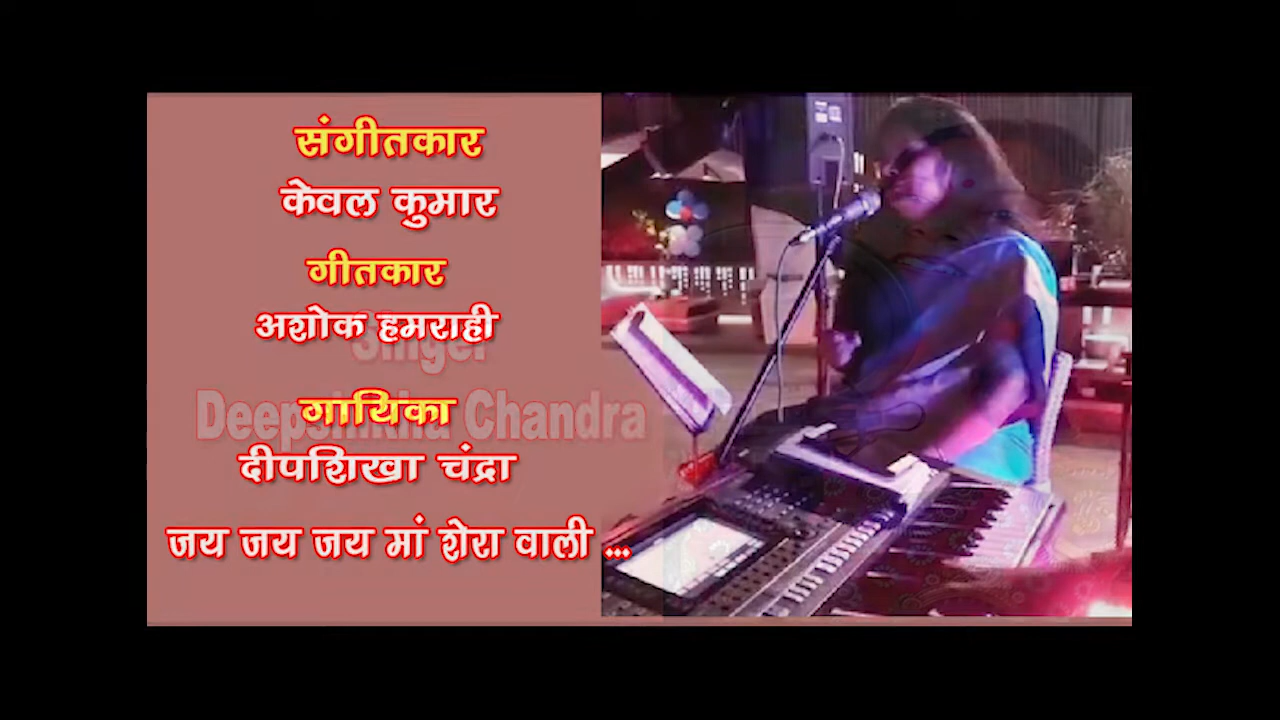 संगीतकार
केवल कुमार
गीतकार
अशोक हमराही
Singer
गायिका
Deepshikha Chandra
दीपशिखा चंद्रा
जय जय जय मां शेरा वाली ...